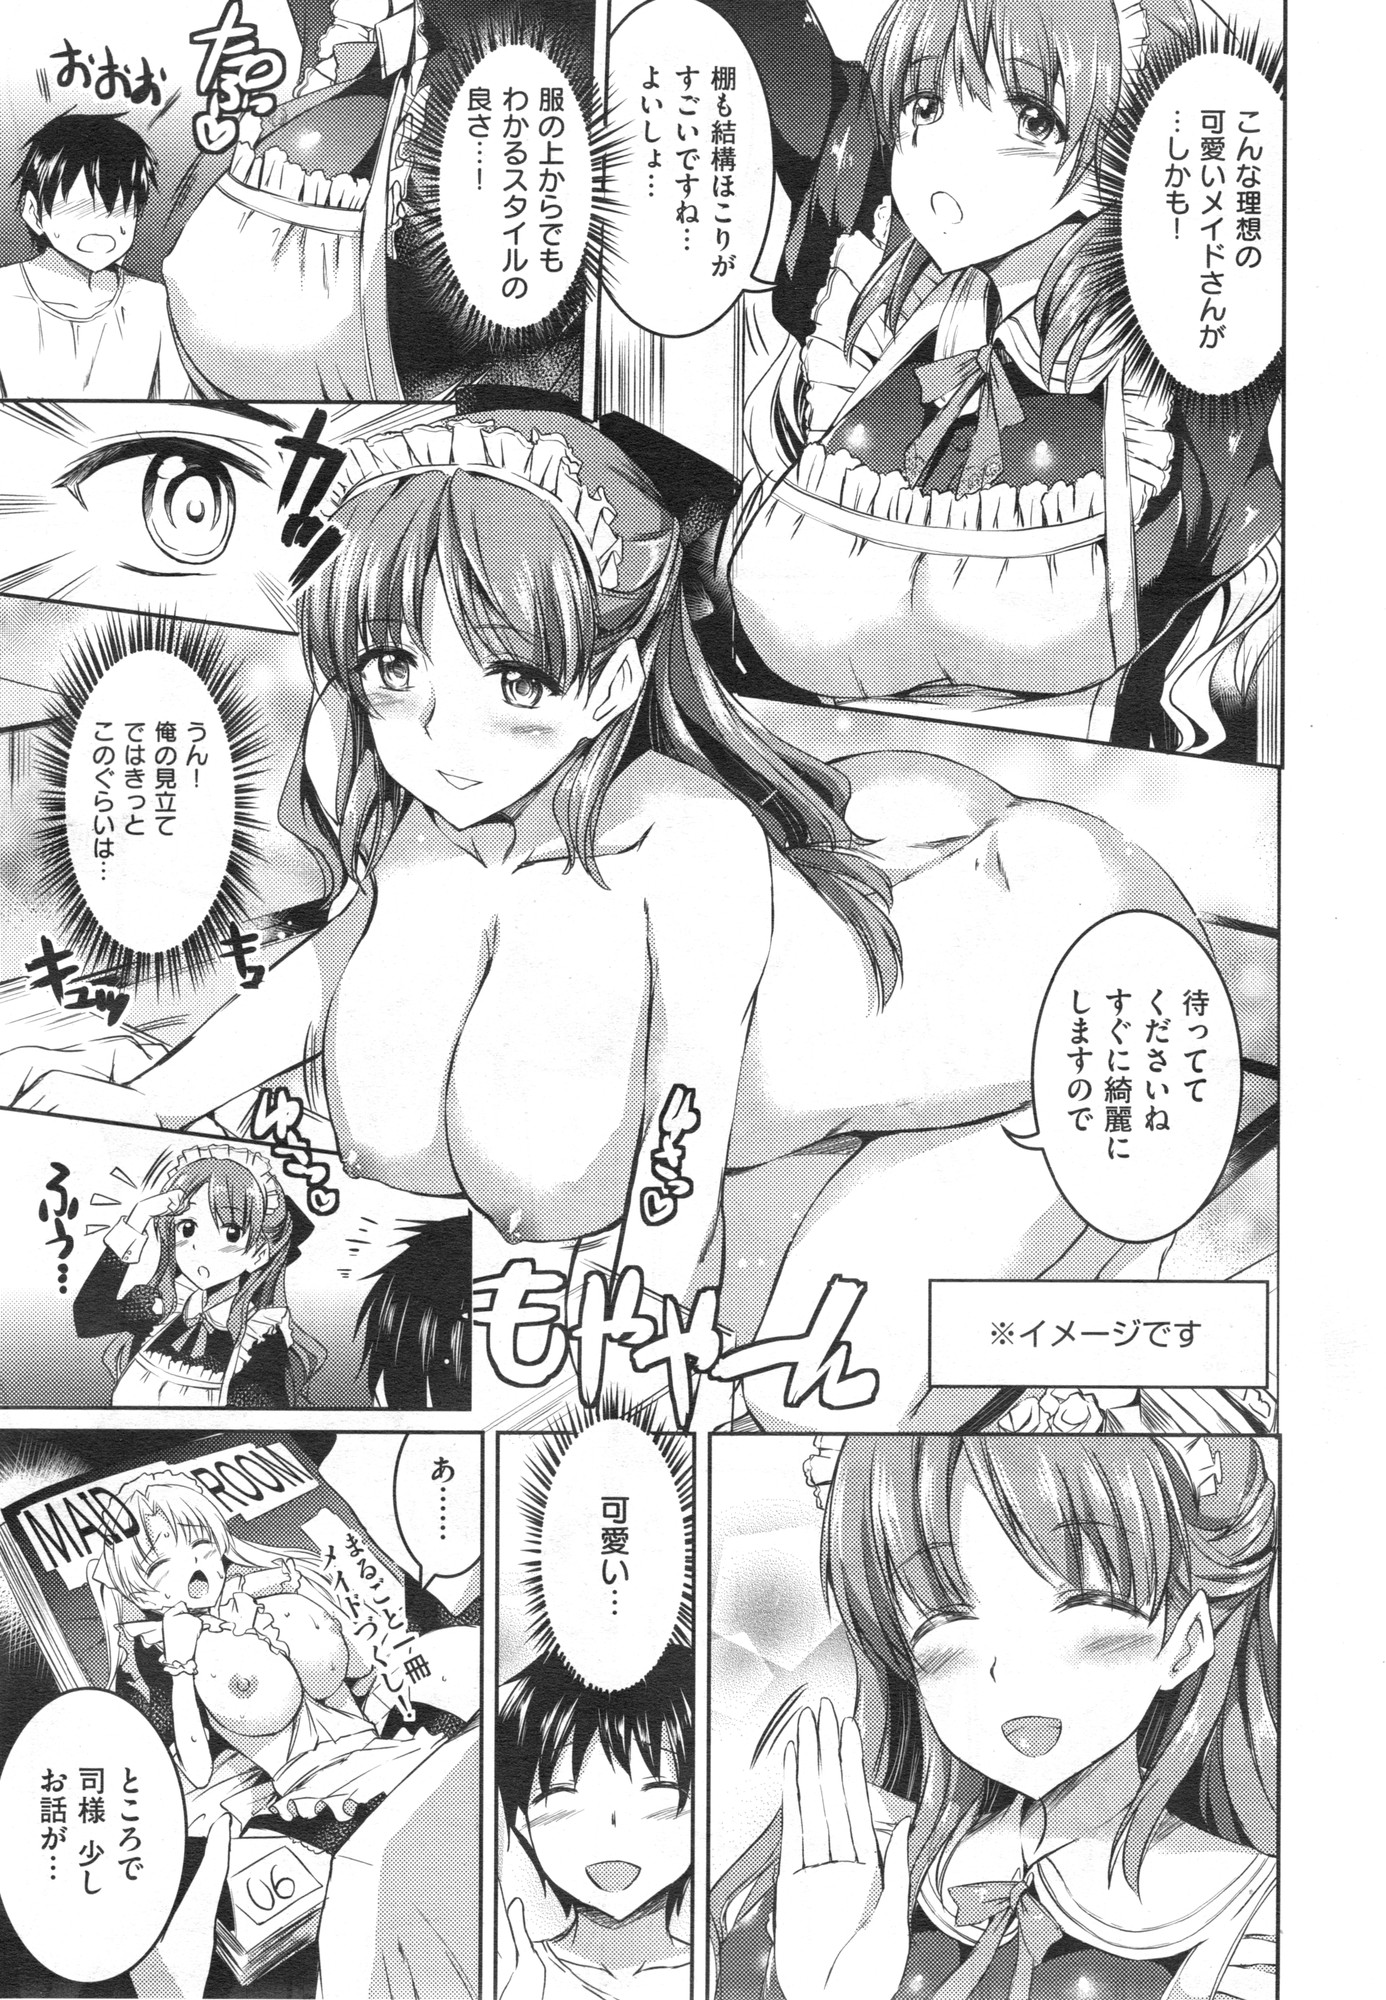 こんな理想の
可愛いメイドさんが
…しかも!
棚も結構ほこりが
すごいですね…
よいしょ…
服の上からでも
わかるスタイルの
良さ…!
たぷっ♡
おおお
カッ
うん!
俺の見立て
ではきっと
このぐらいは…
キュッ
キュ
待ってて
くださいね
すぐに綺麗に
しますので
ゆさっ♡
ゆさっ♡
もやや〜ん
※イメージです
ふぅ…
可愛い…
あ……
MAID ROOM
まるごと一冊
メイドづくし!!
06
ところで
司様 少し
お話が…